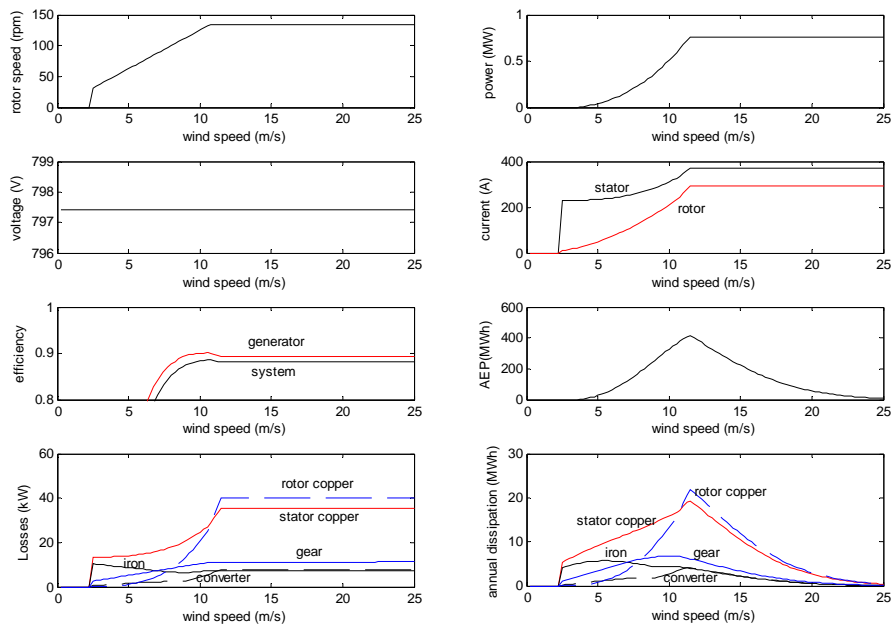 rotor speed (rpm)
150
100
50
0
0 5 10 15 20 25
wind speed (m/s)
power (MW)
1
0.5
0
0 5 10 15 20 25
wind speed (m/s)
voltage (V)
799
798
797
796
0 5 10 15 20 25
wind speed (m/s)
current (A)
400
200
0
stator
rotor
0 5 10 15 20 25
wind speed (m/s)
efficiency
1
0.9
0.8
generator
system
0 5 10 15 20 25
wind speed (m/s)
AEP(MWh)
600
400
200
0
0 5 10 15 20 25
wind speed (m/s)
Losses (kW)
60
40
20
0
rotor copper
stator copper
gear
iron
converter
0 5 10 15 20 25
wind speed (m/s)
annual dissipation (MWh)
30
20
10
0
rotor copper
stator copper
iron
gear
converter
0 5 10 15 20 25
wind speed (m/s)